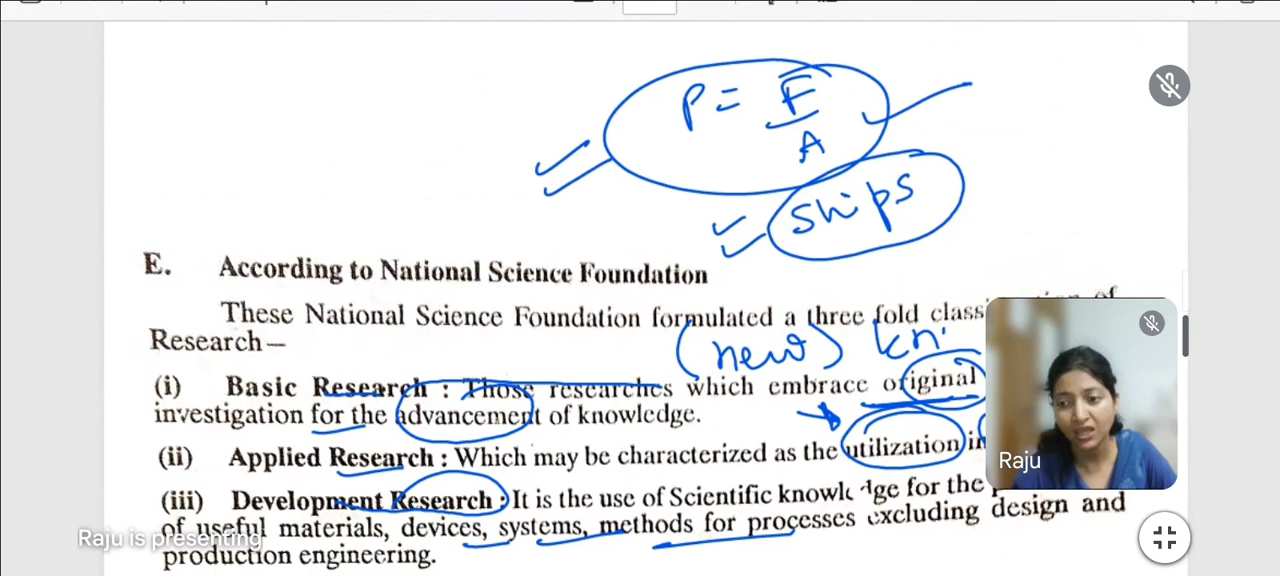 P = F/A
ships
E. According to National Science Foundation
These National Science Foundation formulated a three fold of
Research—
(new) kn.
(i) Basic Research : Those researches which embrace original
investigation for the advancement of knowledge.
(ii) Applied Research : Which may be characterized as the utilization in
Raju
(iii) Development Research : It is the use of Scientific knowledge for the
of useful materials, devices, systems, methods for processes excluding design and
Raju is presenting
production engineering.